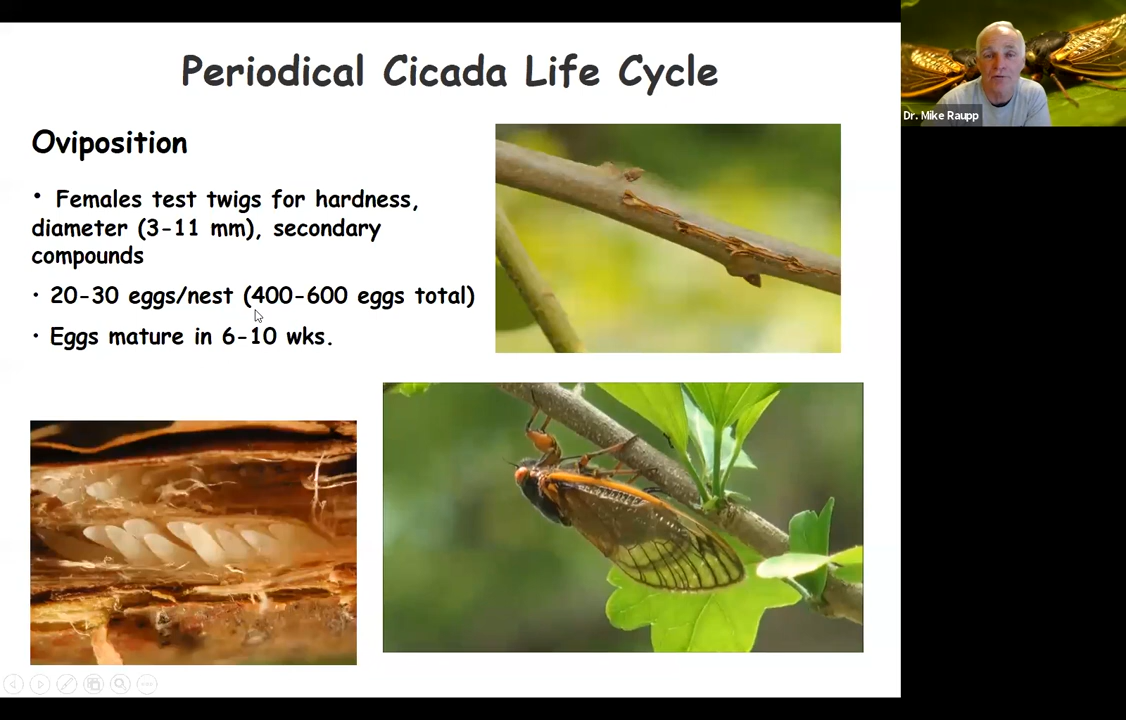 Periodical Cicada Life Cycle
Dr. Mike Raupp
Oviposition
• Females test twigs for hardness,
diameter (3-11 mm), secondary
compounds
• 20-30 eggs/nest (400-600 eggs total)
• Eggs mature in 6-10 wks.